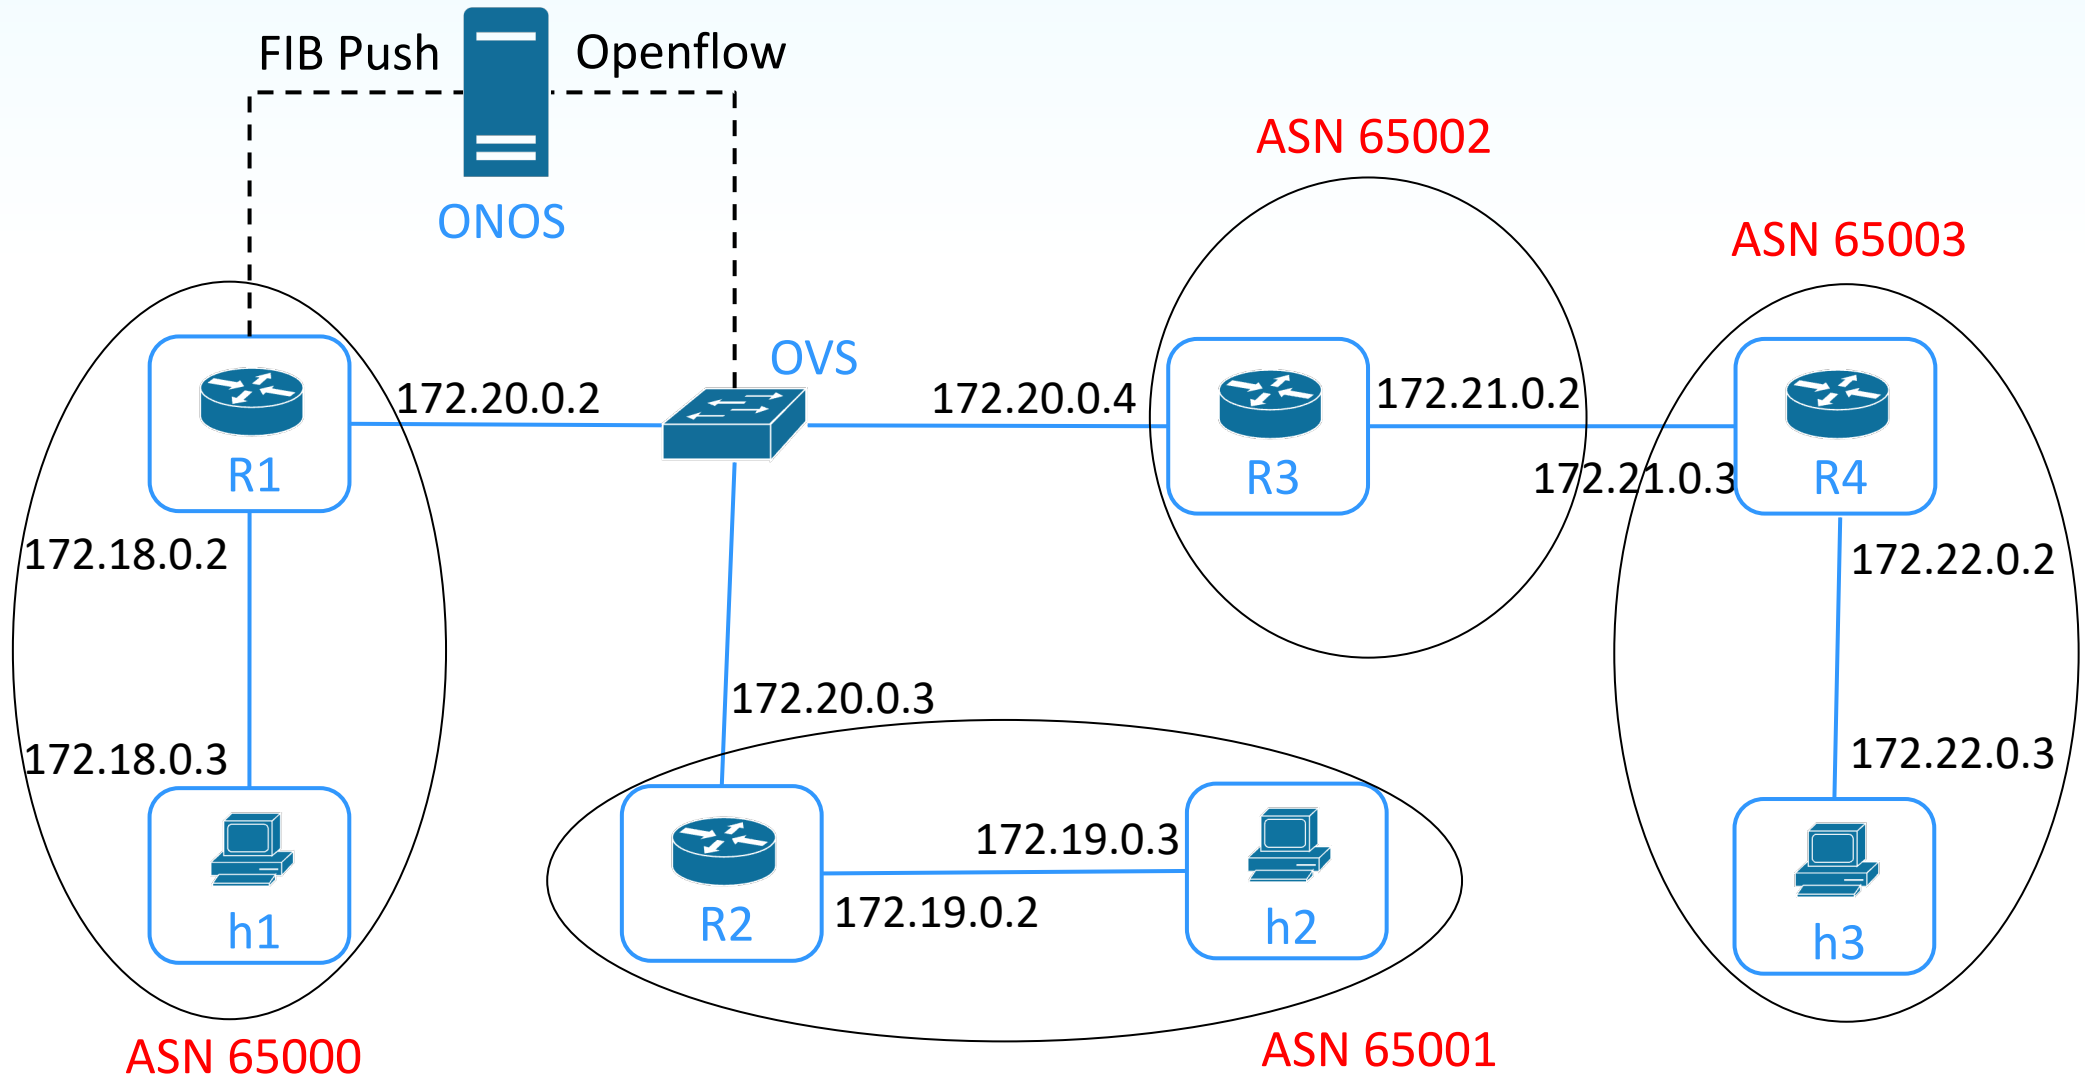 FIB Push
Openflow
ONOS
ASN 65002
ASN 65003
OVS
172.20.0.2
172.20.0.4
172.21.0.2
R1
R3
172.21.0.3
R4
172.18.0.2
172.22.0.2
172.20.0.3
172.18.0.3
172.22.0.3
172.19.0.3
h1
R2
172.19.0.2
h2
h3
ASN 65000
ASN 65001